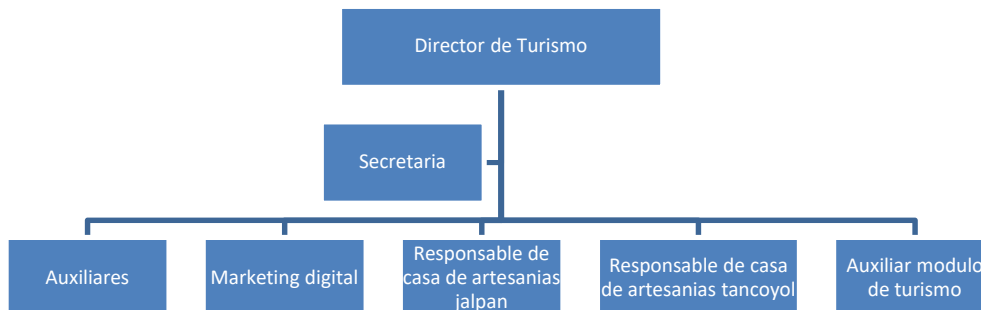 Director de Turismo
Secretaria
Auxiliares
Marketing digital
Responsable de
casa de artesanias
jalpan
Responsable de casa
de artesanias tancoyol
Auxiliar modulo
de turismo